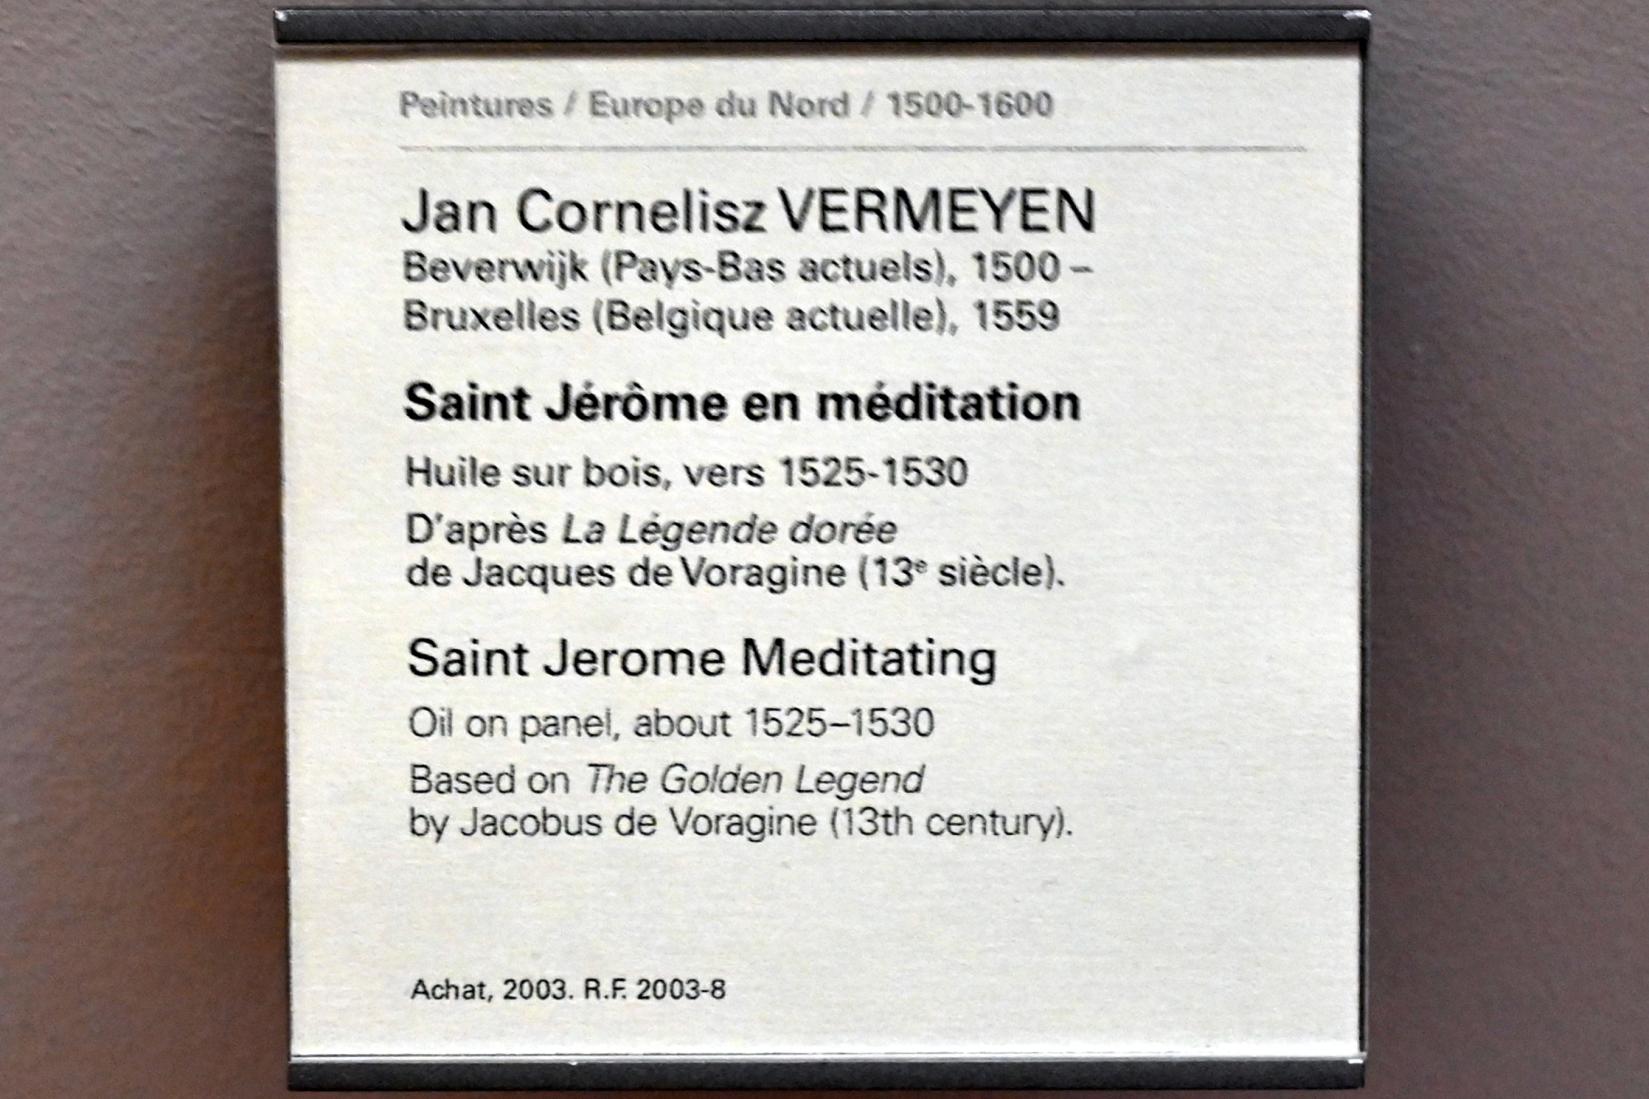 Peintures / Europe du Nord / 1500-1600
Jan Cornelisz VERMEYEN
Beverwijk (Pays-Bas actuels), 1500 –
Bruxelles (Belgique actuelle), 1559
Saint Jérôme en méditation
Huile sur bois, vers 1525-1530
D'après La Légende dorée
de Jacques de Voragine (13e siècle).
Saint Jerome Meditating
Oil on panel, about 1525–1530
Based on The Golden Legend
by Jacobus de Voragine (13th century).
Achat, 2003. R.F. 2003-8